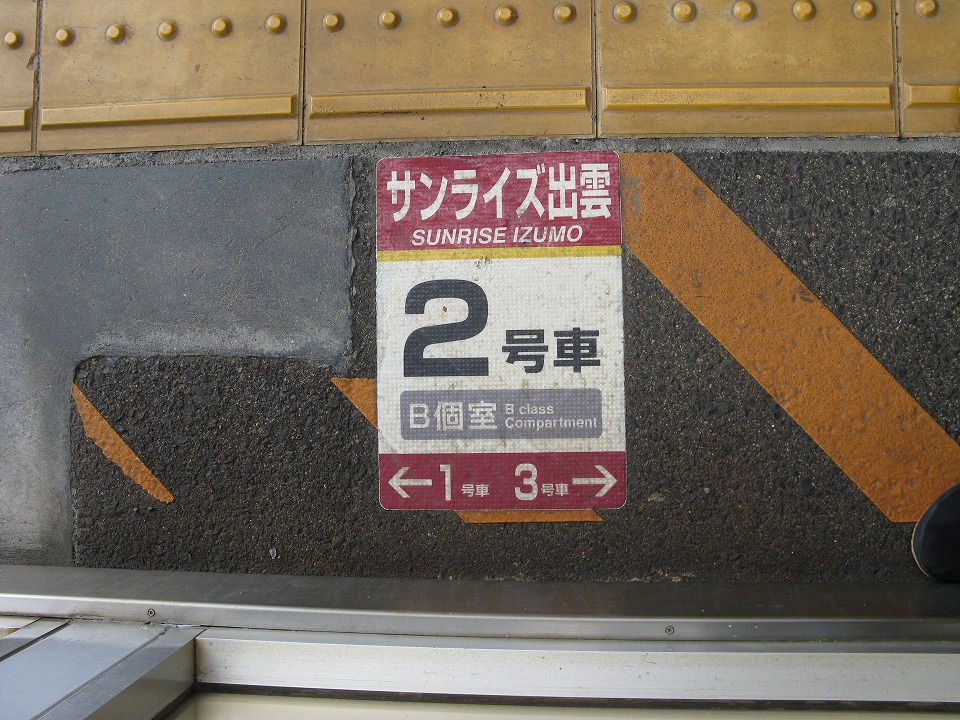 サンライズ出雲
SUNRISE IZUMO
2号車
B個室 B class Compartment
←1号車 3号車→